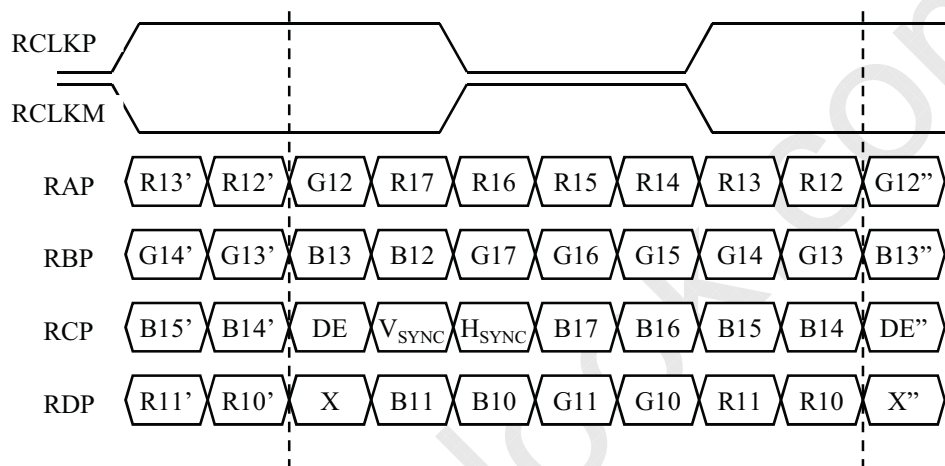 RCLKP
RCLKM
RAP R13’ R12’ G12 R17 R16 R15 R14 R13 R12 G12”
RBP G14’ G13’ B13 B12 G17 G16 G15 G14 G13 B13”
RCP B15’ B14’ DE VSYNC HSYNC B17 B16 B15 B14 DE”
RDP R11’ R10’ X B11 B10 G11 G10 R11 R10 X”